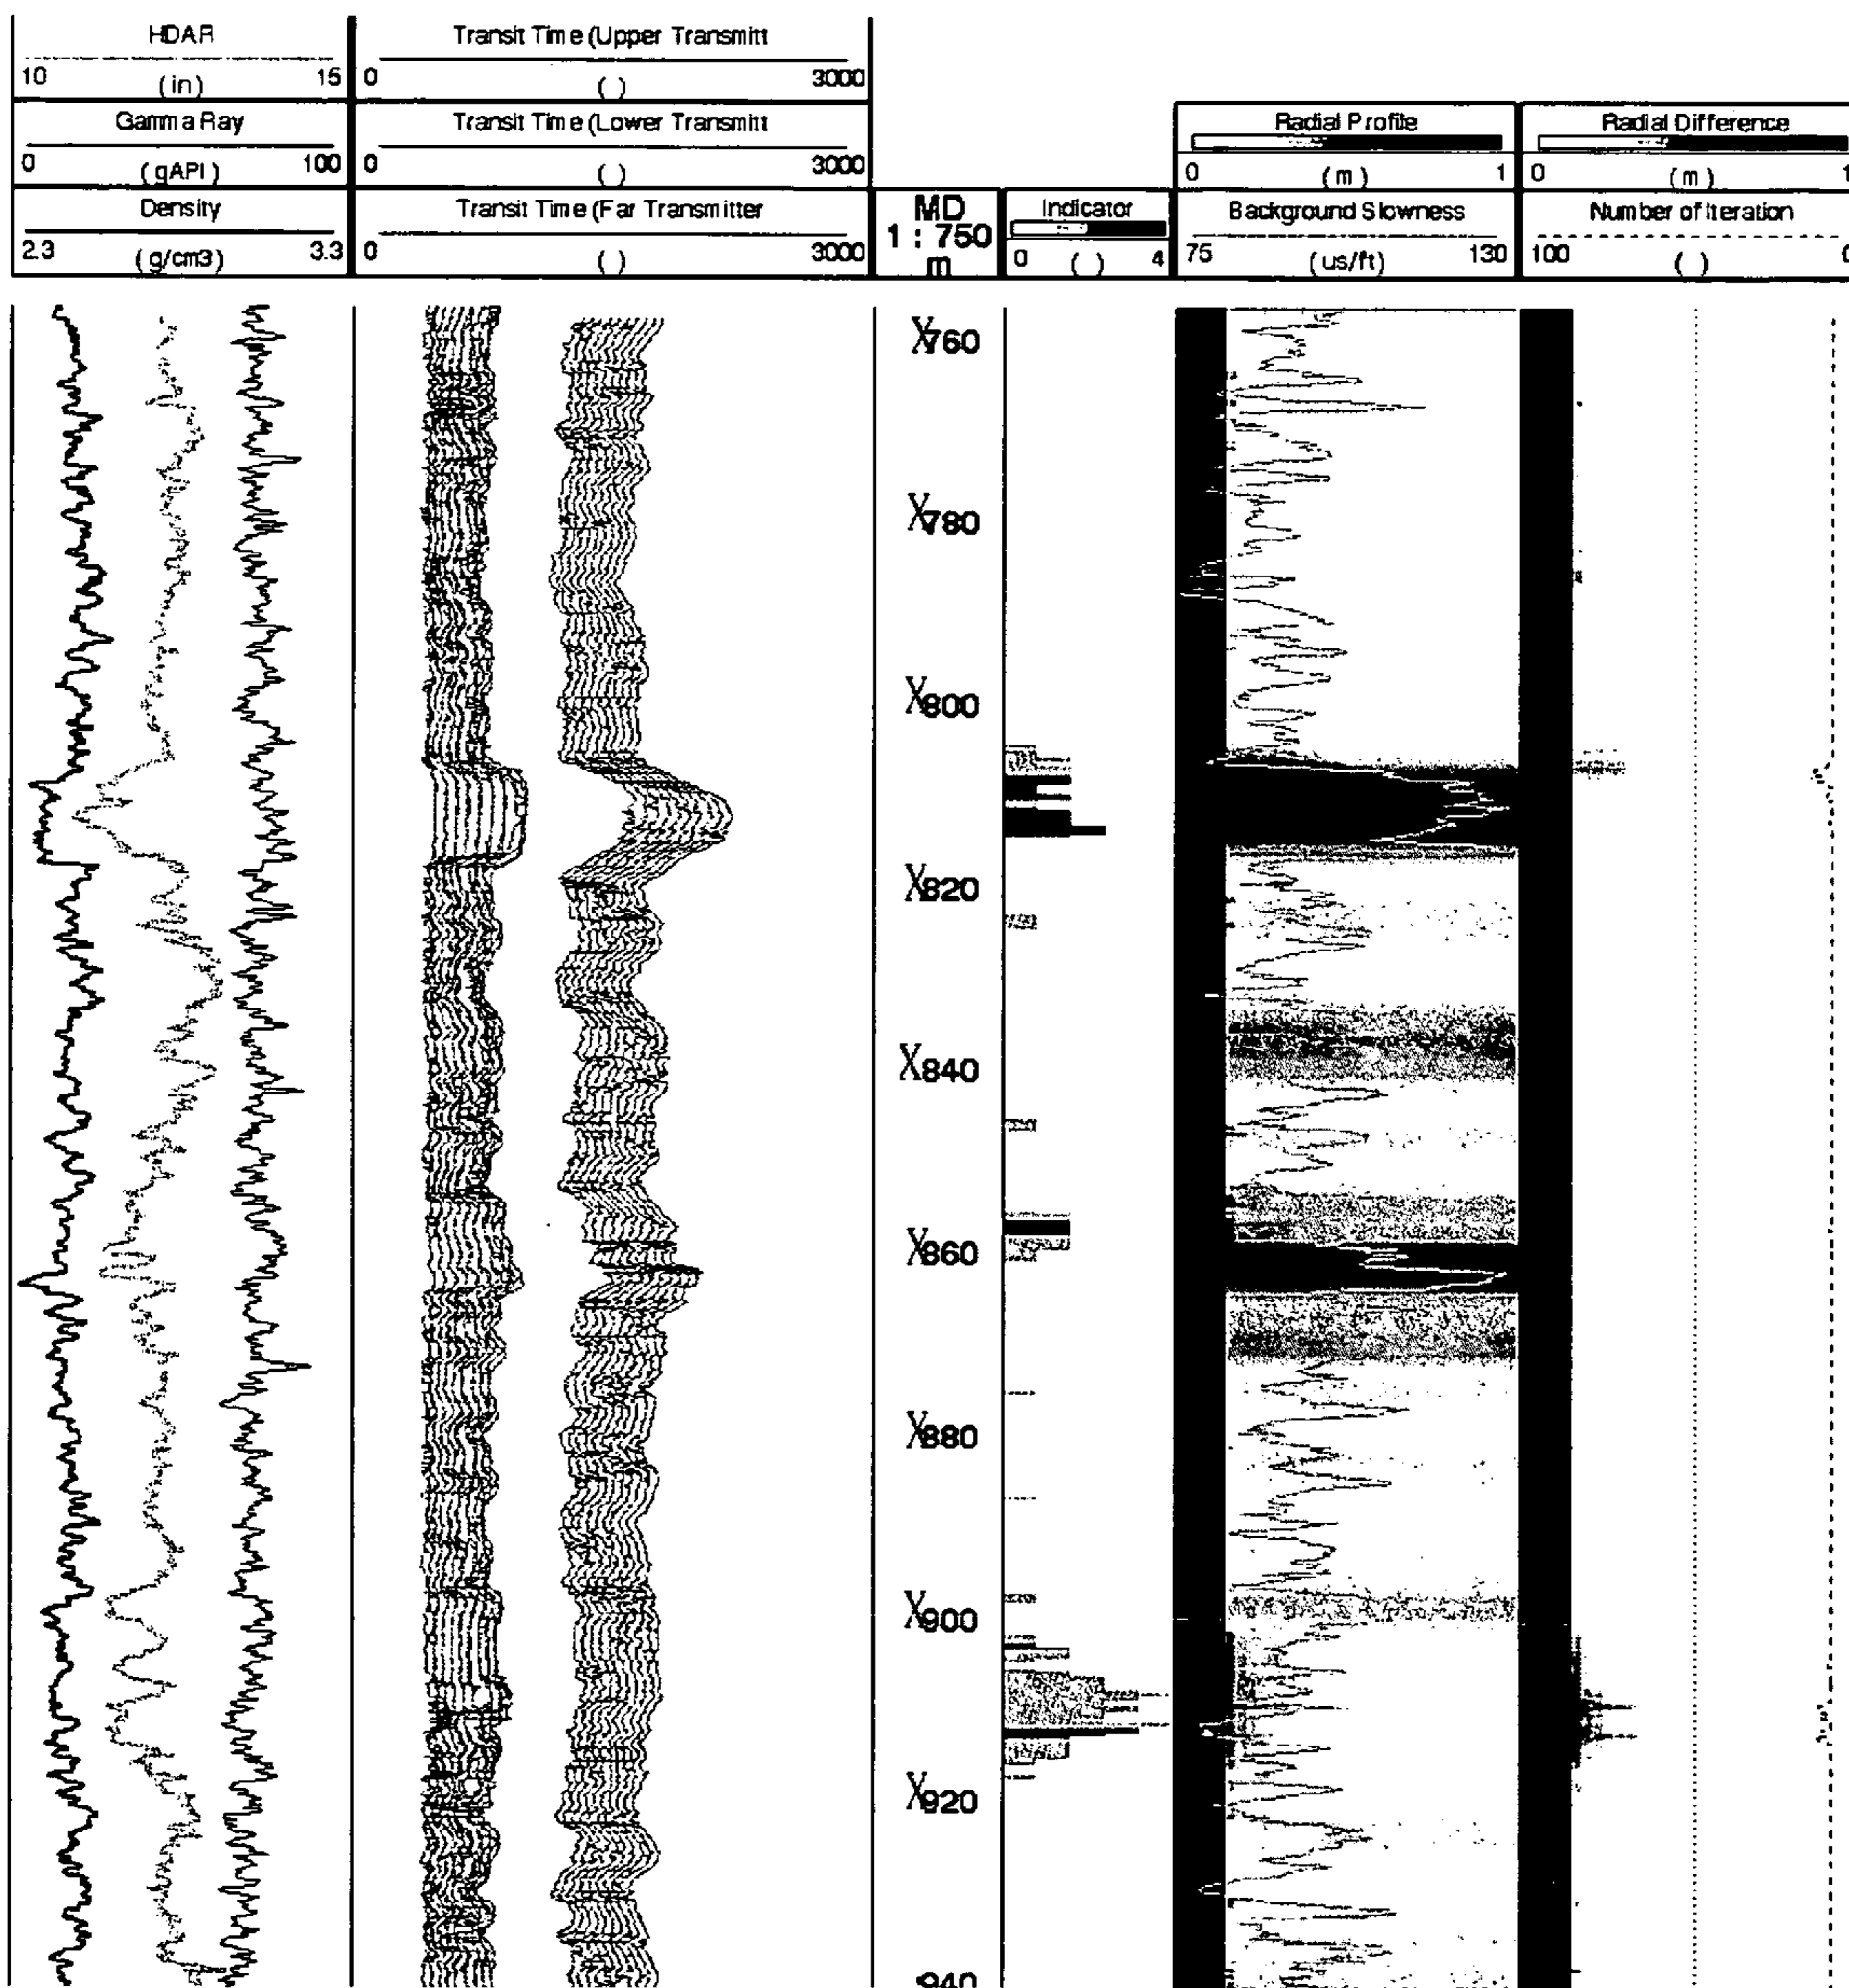 HDAR
10 (in) 15
Gamma Ray
0 (gAPI) 100
Density
2.3 (g/cm3) 3.3
Transit Time (Upper Transmitt
0 ( ) 3000
Transit Time (Lower Transmitt
0 ( ) 3000
Transit Time (Far Transmitter
0 ( ) 3000
MD
1 : 750
m
Indicator
0 ( ) 4
Radial Profile
0 (m) 1
Background Slowness
75 (us/ft) 130
Radial Difference
0 (m) 1
Number of Iteration
100 ( ) 0
X760
X780
X800
X820
X840
X860
X880
X900
X920
940